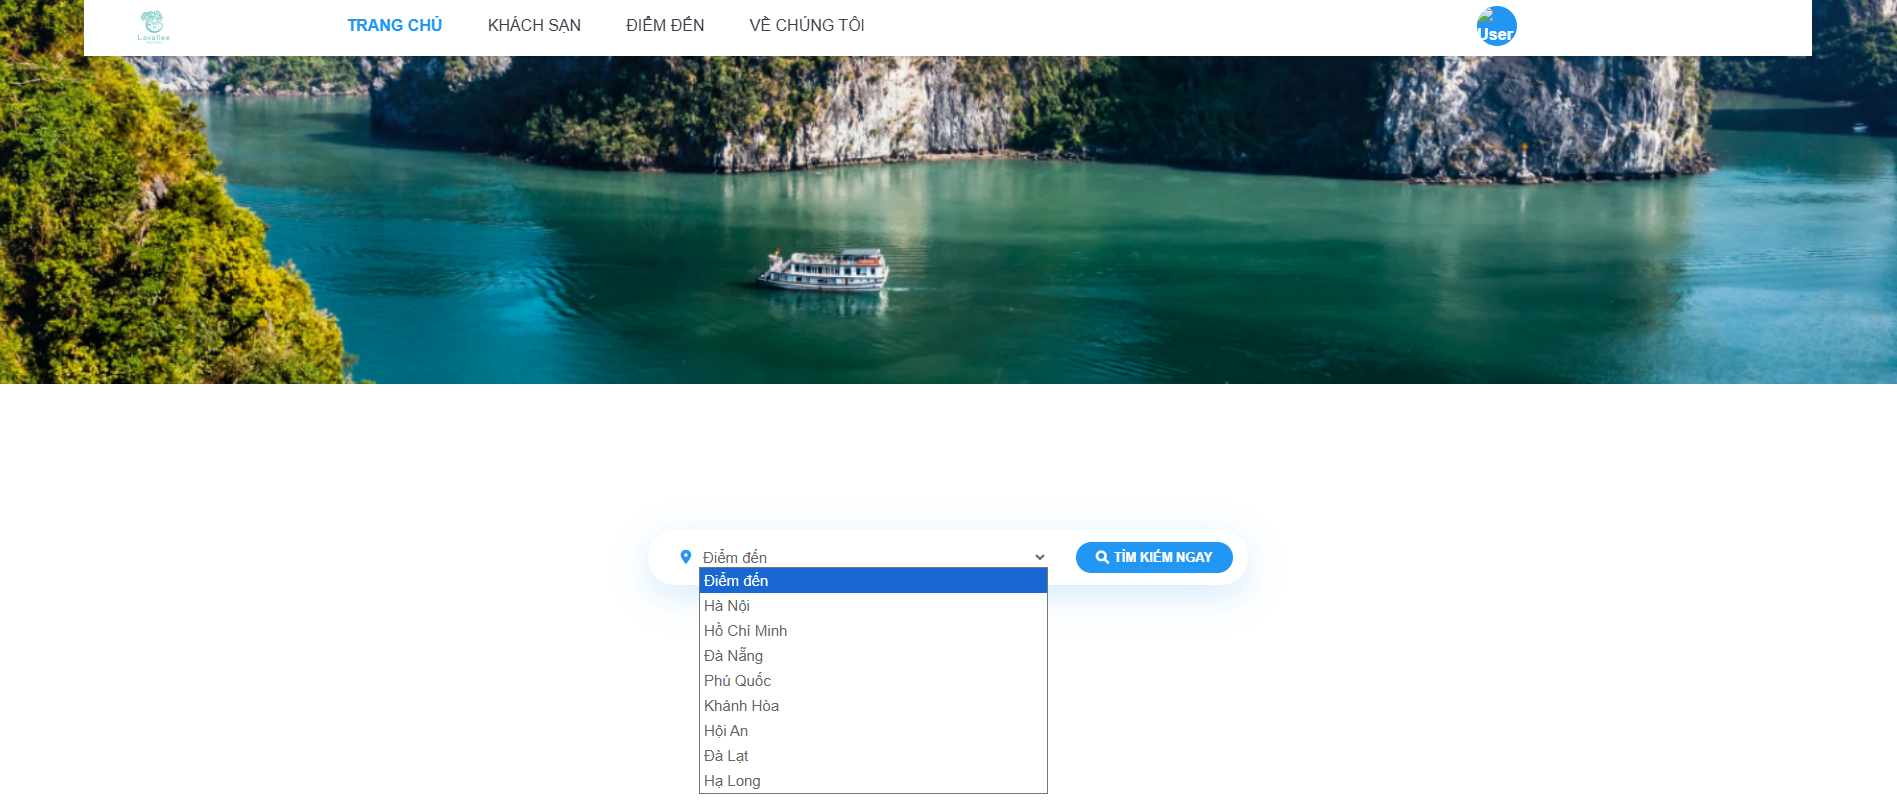 Lavallee
TRANG CHỦ
KHÁCH SẠN
ĐIỂM ĐẾN
VỀ CHÚNG TÔI
User
Điểm đến
TÌM KIẾM NGAY
Điểm đến
Hà Nội
Hồ Chí Minh
Đà Nẵng
Phú Quốc
Khánh Hòa
Hội An
Đà Lạt
Hạ Long